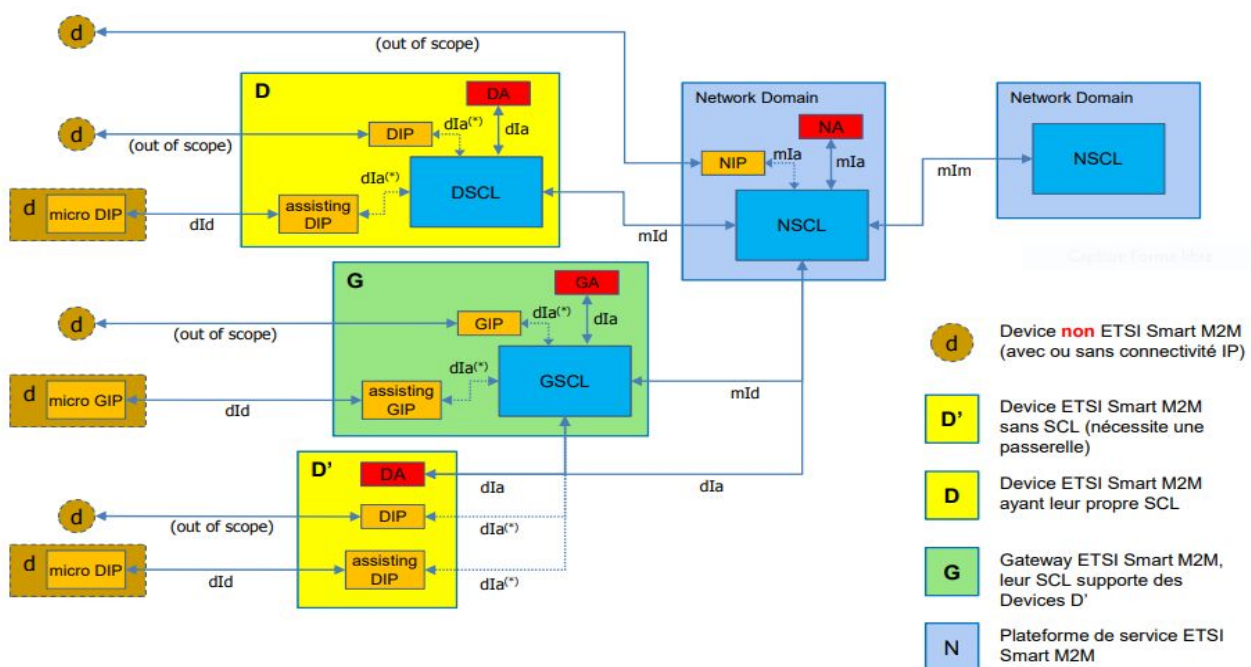 d
(out of scope)
D
DA
DIP
dIa(*)
dIa
d
(out of scope)
dIa(*)
DSCL
d
micro DIP
dId
assisting
DIP
mId
Network Domain
NA
NIP
mIa
mIa
NSCL
mIm
Network Domain
NSCL
G
GA
dIa(*)
dIa
GIP
d
(out of scope)
dIa(*)
GSCL
d
micro GIP
dId
assisting
GIP
mId
D’
DA
dIa
dIa
d
(out of scope)
DIP
dIa(*)
d
micro DIP
dId
assisting
DIP
dIa(*)
d
Device non ETSI Smart M2M
(avec ou sans connectivité IP)
D’
Device ETSI Smart M2M
sans SCL (nécessite une
passerelle)
D
Device ETSI Smart M2M
ayant leur propre SCL
G
Gateway ETSI Smart M2M,
leur SCL supporte des
Devices D’
N
Plateforme de service ETSI
Smart M2M